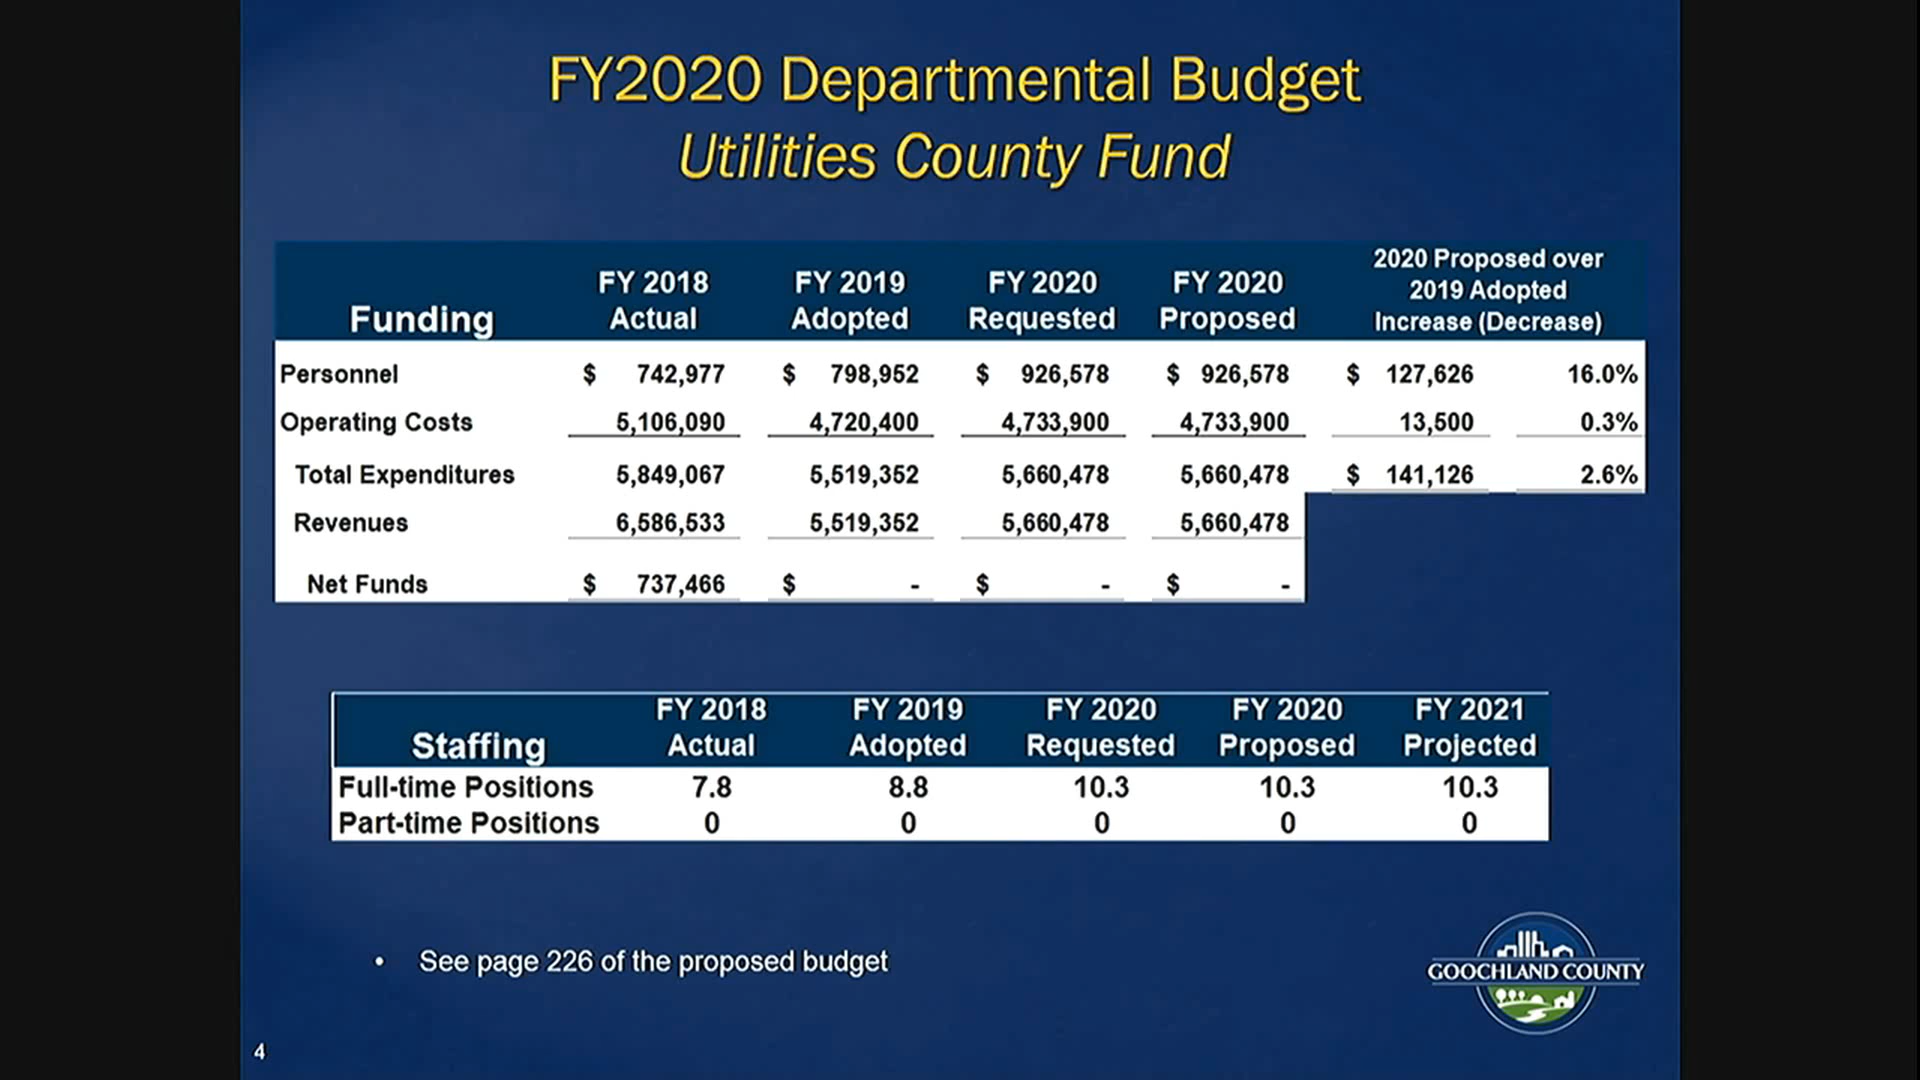 FY2020 Departmental Budget
Utilities County Fund
Funding FY 2018 Actual FY 2019 Adopted FY 2020 Requested FY 2020 Proposed 2020 Proposed over 2019 Adopted Increase (Decrease)
Personnel $ 742,977 $ 798,952 $ 926,578 $ 926,578 $ 127,626 16.0%
Operating Costs 5,106,090 4,720,400 4,733,900 4,733,900 13,500 0.3%
Total Expenditures 5,849,067 5,519,352 5,660,478 5,660,478 $ 141,126 2.6%
Revenues 6,586,533 5,519,352 5,660,478 5,660,478
Net Funds $ 737,466 $ - $ - $ -
Staffing FY 2018 Actual FY 2019 Adopted FY 2020 Requested FY 2020 Proposed FY 2021 Projected
Full-time Positions 7.8 8.8 10.3 10.3 10.3
Part-time Positions 0 0 0 0 0
• See page 226 of the proposed budget
GOOCHLAND COUNTY
4